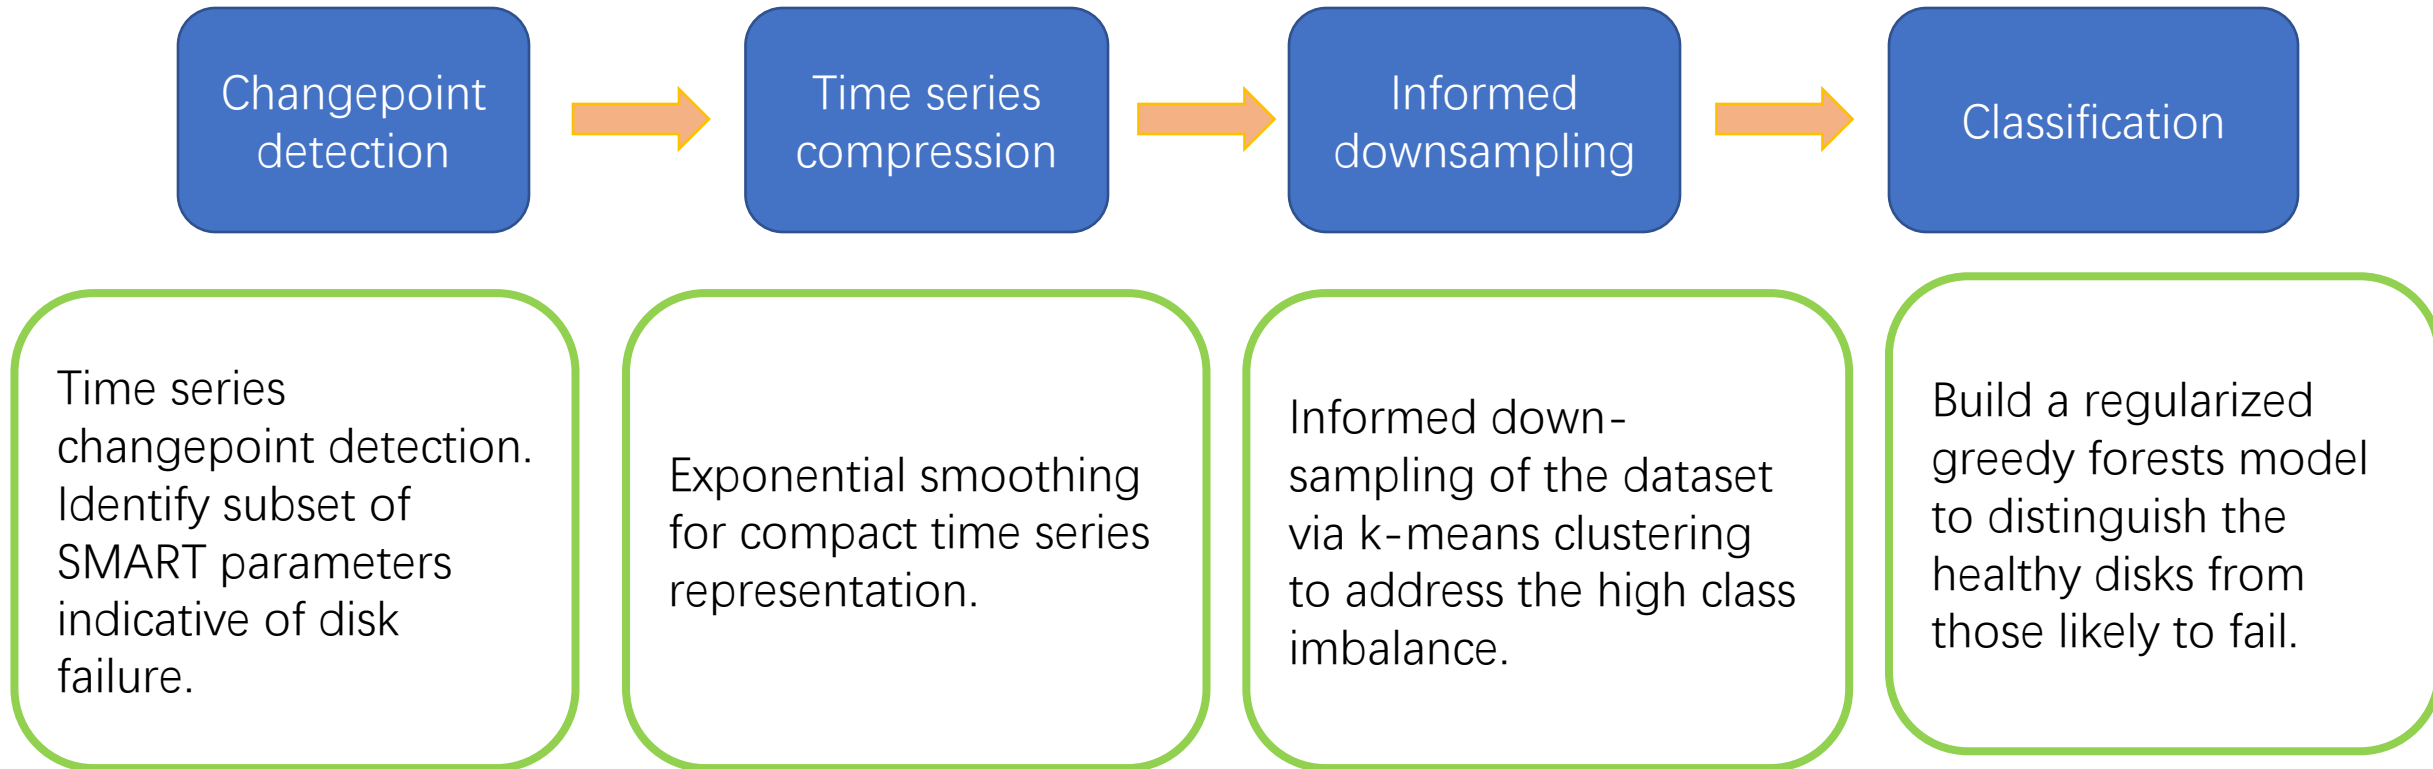 Changepoint
detection
Time series
compression
Informed
downsampling
Classification
Time series
changepoint detection.
Identify subset of
SMART parameters
indicative of disk
failure.
Exponential smoothing
for compact time series
representation.
Informed down-
sampling of the dataset
via k-means clustering
to address the high class
imbalance.
Build a regularized
greedy forests model
to distinguish the
healthy disks from
those likely to fail.